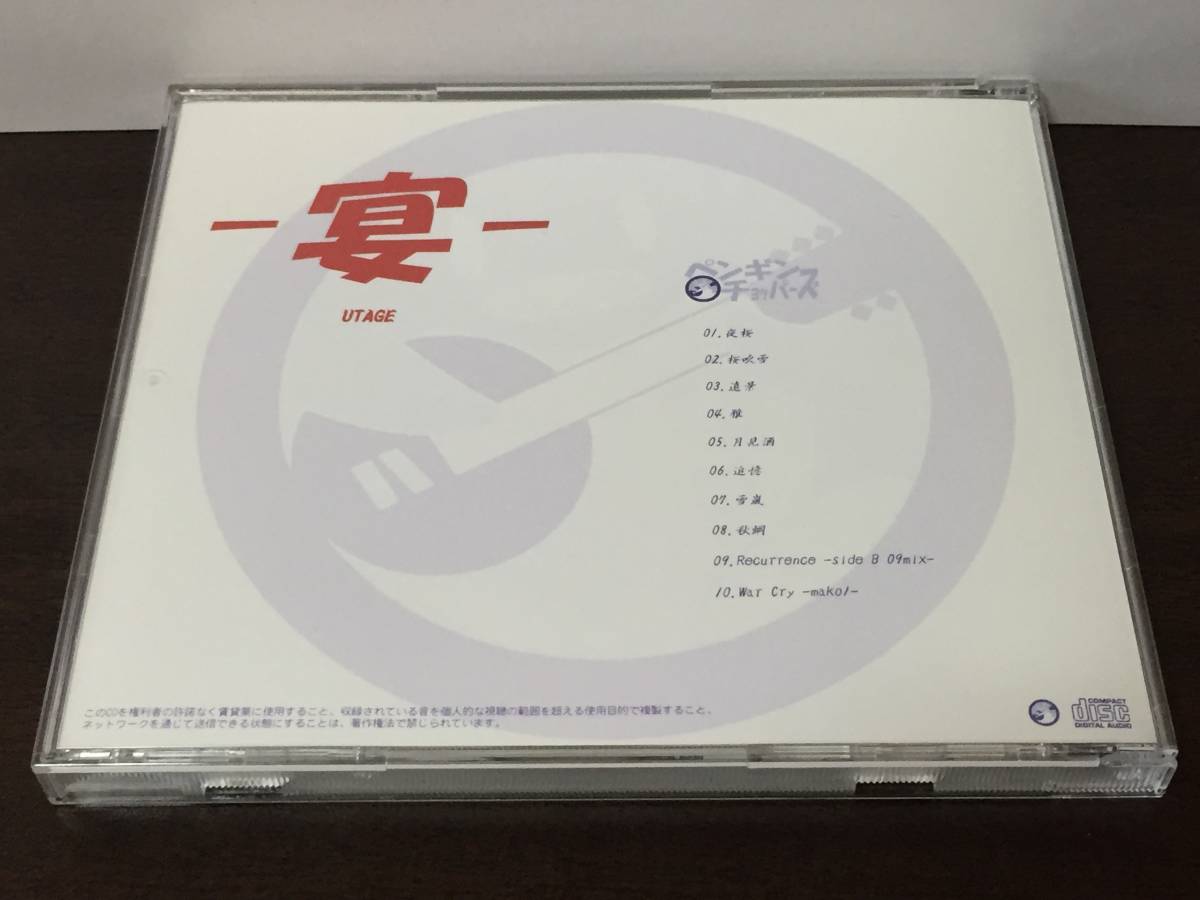 －宴－
UTAGE
ペンギン
チョッパーズ
01.夜桜
02.桜吹雪
03.遠景
04.雅
05.月見酒
06.追憶
07.雪嵐
08.秋綱
09.Recurrence -side B 09mix-
10.War Cry -mako1-
このCDを権利者の許諾なく賃貸業に使用すること、収録されている音を個人的な視聴の範囲を超える使用目的で複製すること、
ネットワークを通じて送信できる状態にすることは、著作権法で禁じられています。
COMPACT
disc
DIGITAL AUDIO